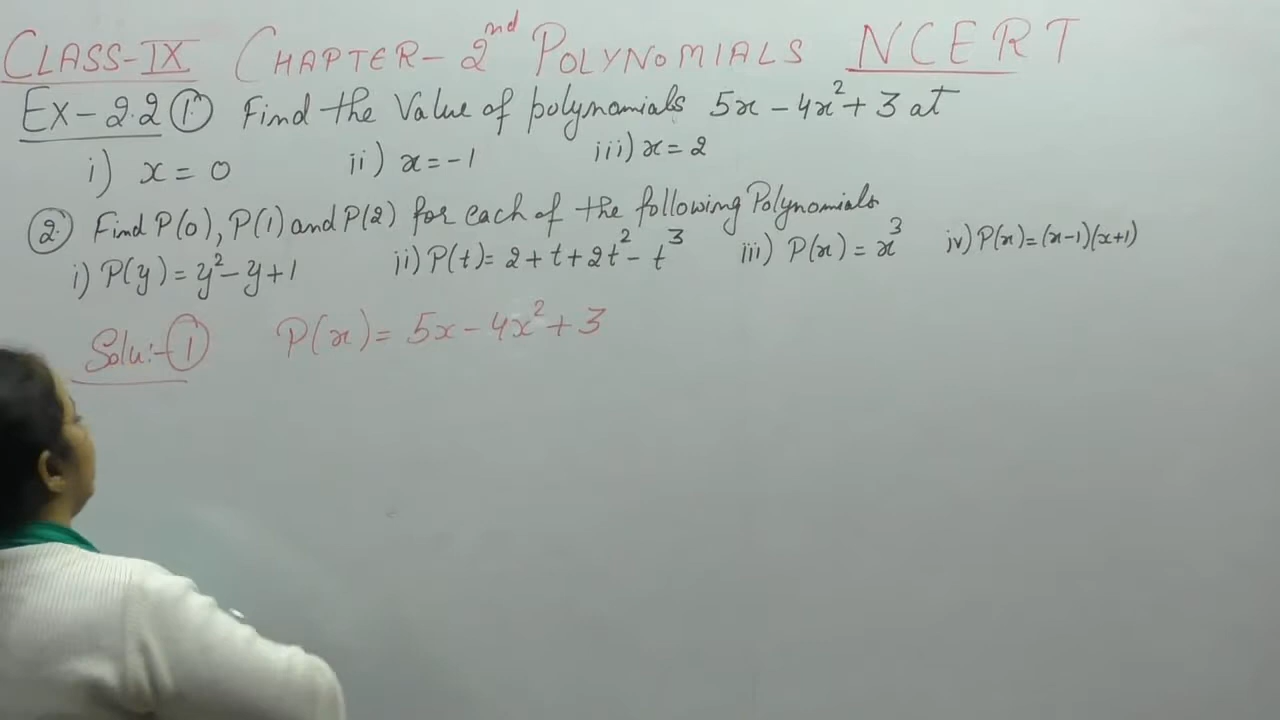 CLASS-IX CHAPTER-2nd POLYNOMIALS NCERT
Ex-2.2 ① Find the Value of polynomials 5x - 4x² + 3 at
i) x = 0 ii) x = -1 iii) x = 2
② Find P(0), P(1) and P(2) for each of the following Polynomials
i) P(y) = y² - y + 1 ii) P(t) = 2 + t + 2t² - t³ iii) P(x) = x³ iv) P(x) = (x-1)(x+1)
Solu:- ① P(x) = 5x - 4x² + 3